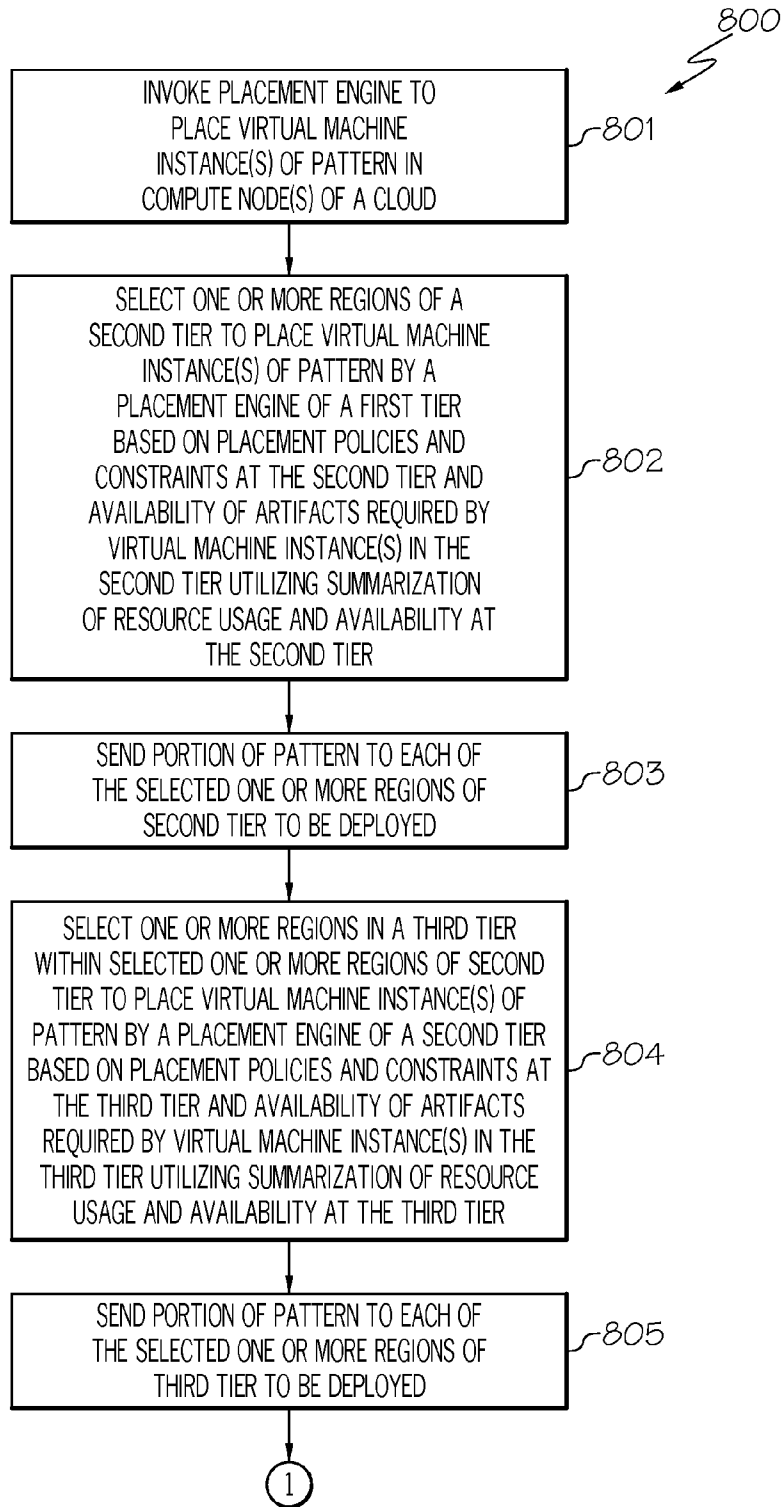 800
INVOKE PLACEMENT ENGINE TO
PLACE VIRTUAL MACHINE
INSTANCE(S) OF PATTERN IN
COMPUTE NODE(S) OF A CLOUD
801
SELECT ONE OR MORE REGIONS OF A
SECOND TIER TO PLACE VIRTUAL MACHINE
INSTANCE(S) OF PATTERN BY A
PLACEMENT ENGINE OF A FIRST TIER
BASED ON PLACEMENT POLICIES AND
CONSTRAINTS AT THE SECOND TIER AND
AVAILABILITY OF ARTIFACTS REQUIRED BY
VIRTUAL MACHINE INSTANCE(S) IN THE
SECOND TIER UTILIZING SUMMARIZATION
OF RESOURCE USAGE AND AVAILABILITY AT
THE SECOND TIER
802
SEND PORTION OF PATTERN TO EACH OF
THE SELECTED ONE OR MORE REGIONS OF
SECOND TIER TO BE DEPLOYED
803
SELECT ONE OR MORE REGIONS IN A THIRD TIER
WITHIN SELECTED ONE OR MORE REGIONS OF SECOND
TIER TO PLACE VIRTUAL MACHINE INSTANCE(S) OF
PATTERN BY A PLACEMENT ENGINE OF A SECOND TIER
BASED ON PLACEMENT POLICIES AND CONSTRAINTS AT
THE THIRD TIER AND AVAILABILITY OF ARTIFACTS
REQUIRED BY VIRTUAL MACHINE INSTANCE(S) IN THE
THIRD TIER UTILIZING SUMMARIZATION OF RESOURCE
USAGE AND AVAILABILITY AT THE THIRD TIER
804
SEND PORTION OF PATTERN TO EACH OF
THE SELECTED ONE OR MORE REGIONS OF
THIRD TIER TO BE DEPLOYED
805
1